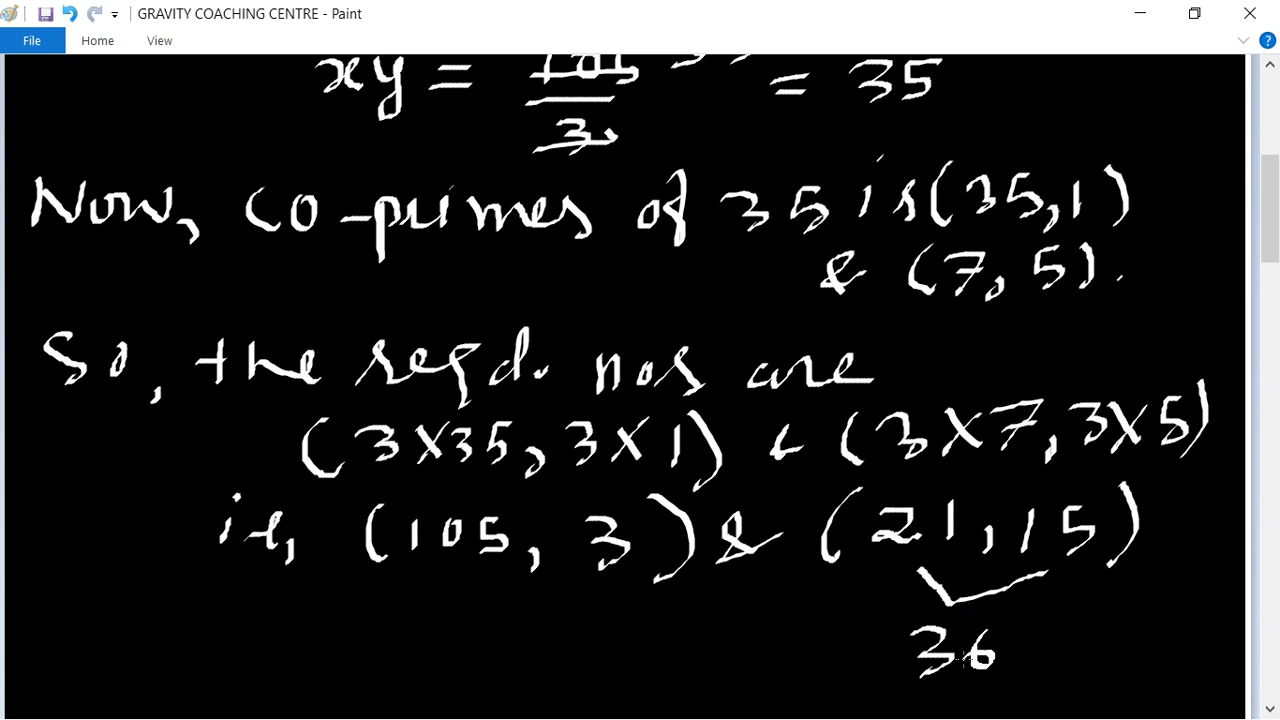 GRAVITY COACHING CENTRE - Paint
File Home View
xy = 105/3 = 35
Now, co-primes of 35 is (35,1)
& (7, 5).
So, the reqd. nos are
(3×35, 3×1) & (3×7, 3×5)
ie, (105, 3) & (21, 15)
36